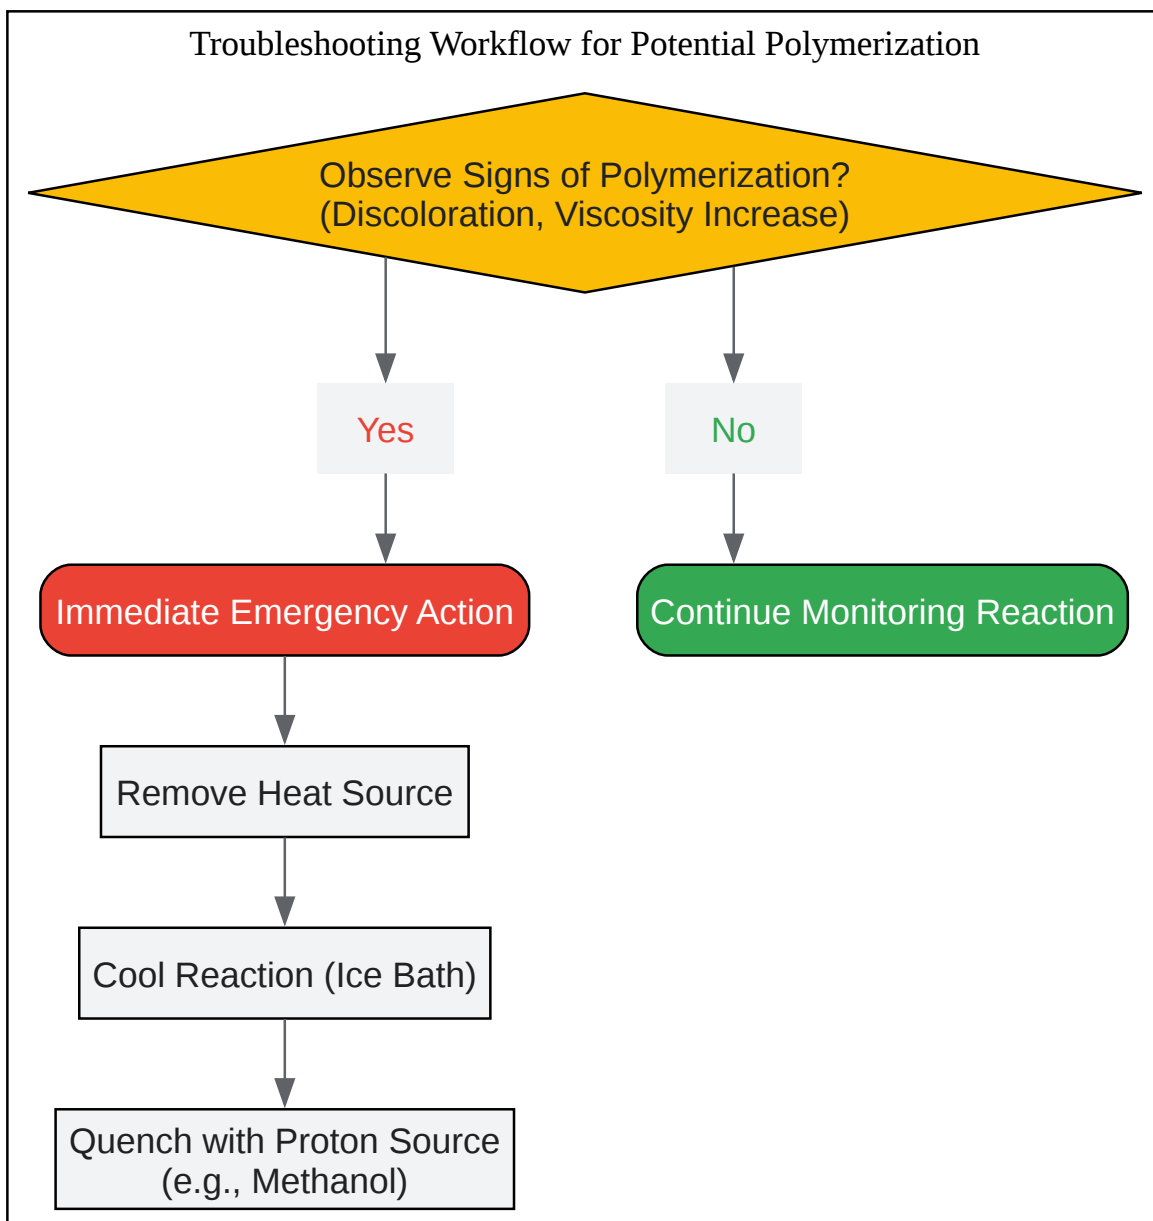 Troubleshooting Workflow for Potential Polymerization
Observe Signs of Polymerization?
(Discoloration, Viscosity Increase)
Yes
No
Immediate Emergency Action
Continue Monitoring Reaction
Remove Heat Source
Cool Reaction (Ice Bath)
Quench with Proton Source
(e.g., Methanol)